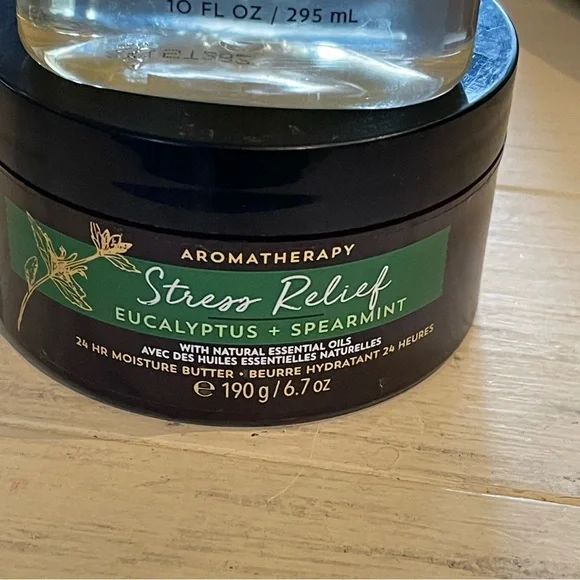 10 FL OZ / 295 mL
AROMATHERAPY
Stress Relief
EUCALYPTUS + SPEARMINT
WITH NATURAL ESSENTIAL OILS
AVEC DES HUILES ESSENTIELLES NATURELLES
24 HR MOISTURE BUTTER • BEURRE HYDRATANT 24 HEURES
℮ 190 g / 6.7 oz